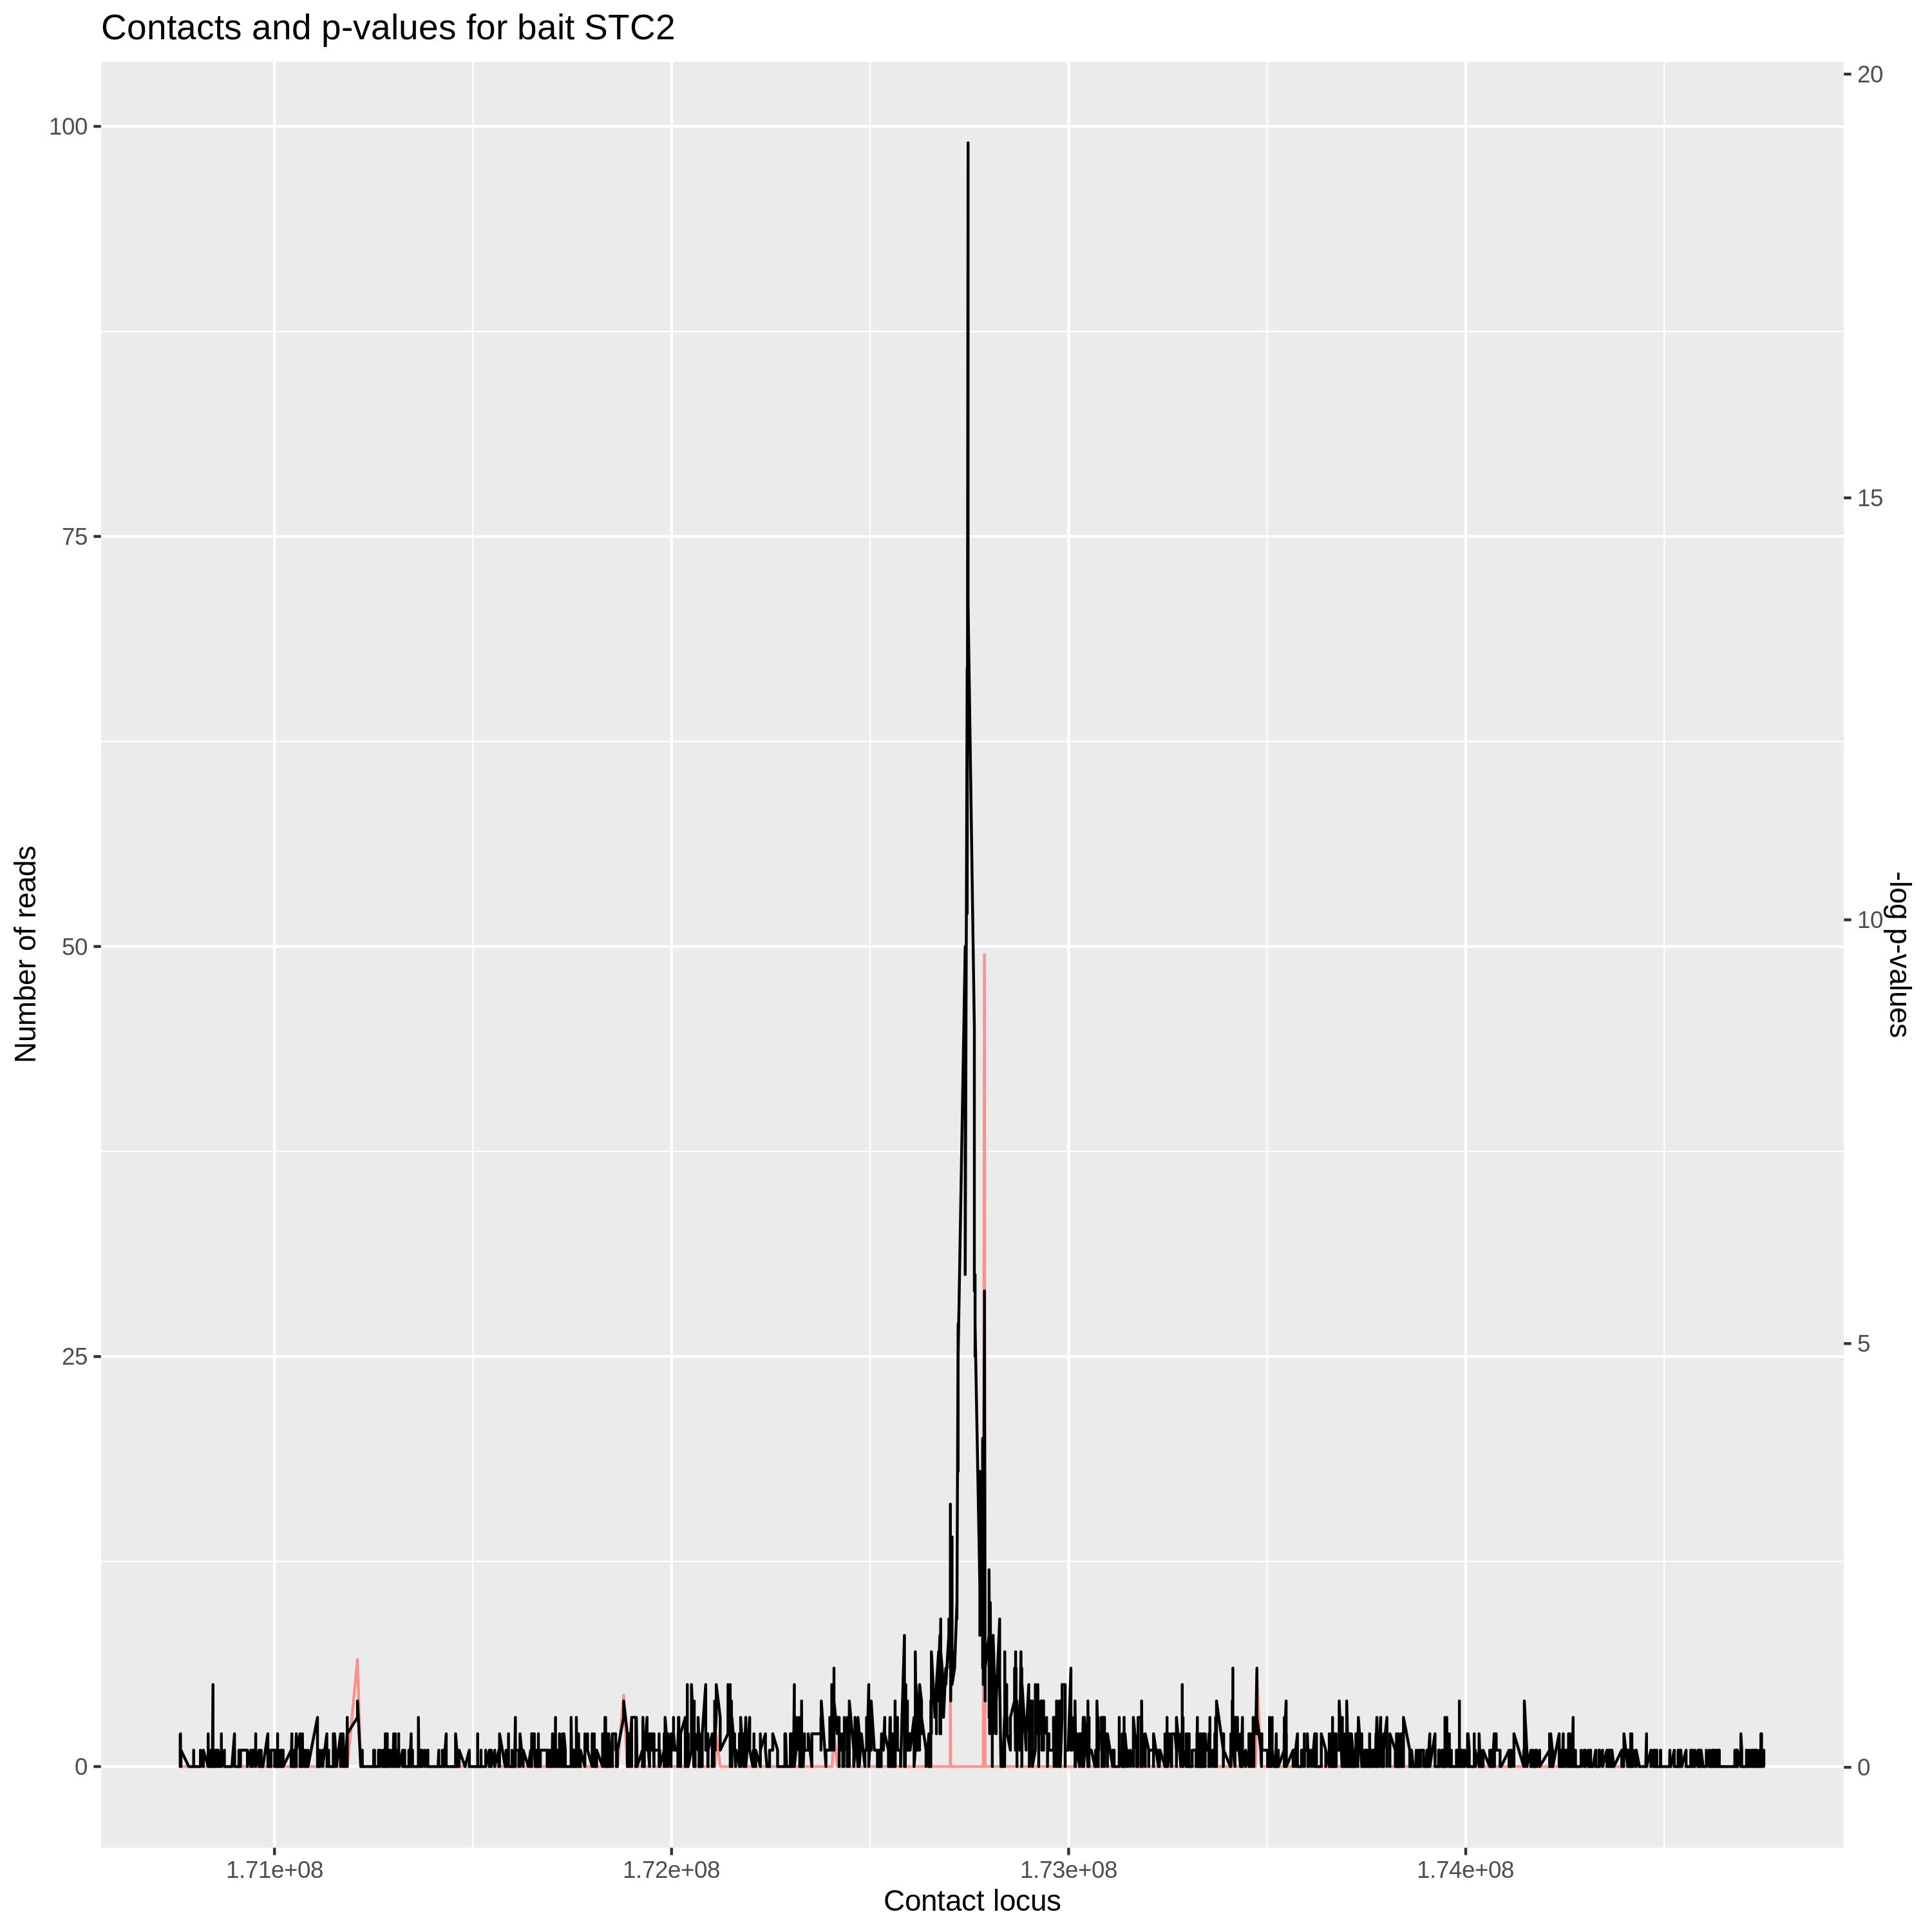 Contacts and p-values for bait STC2
100
75
50
25
0
Number of reads
20
15
10
5
0
-log p-values
1.71e+08
1.72e+08
1.73e+08
1.74e+08
Contact locus